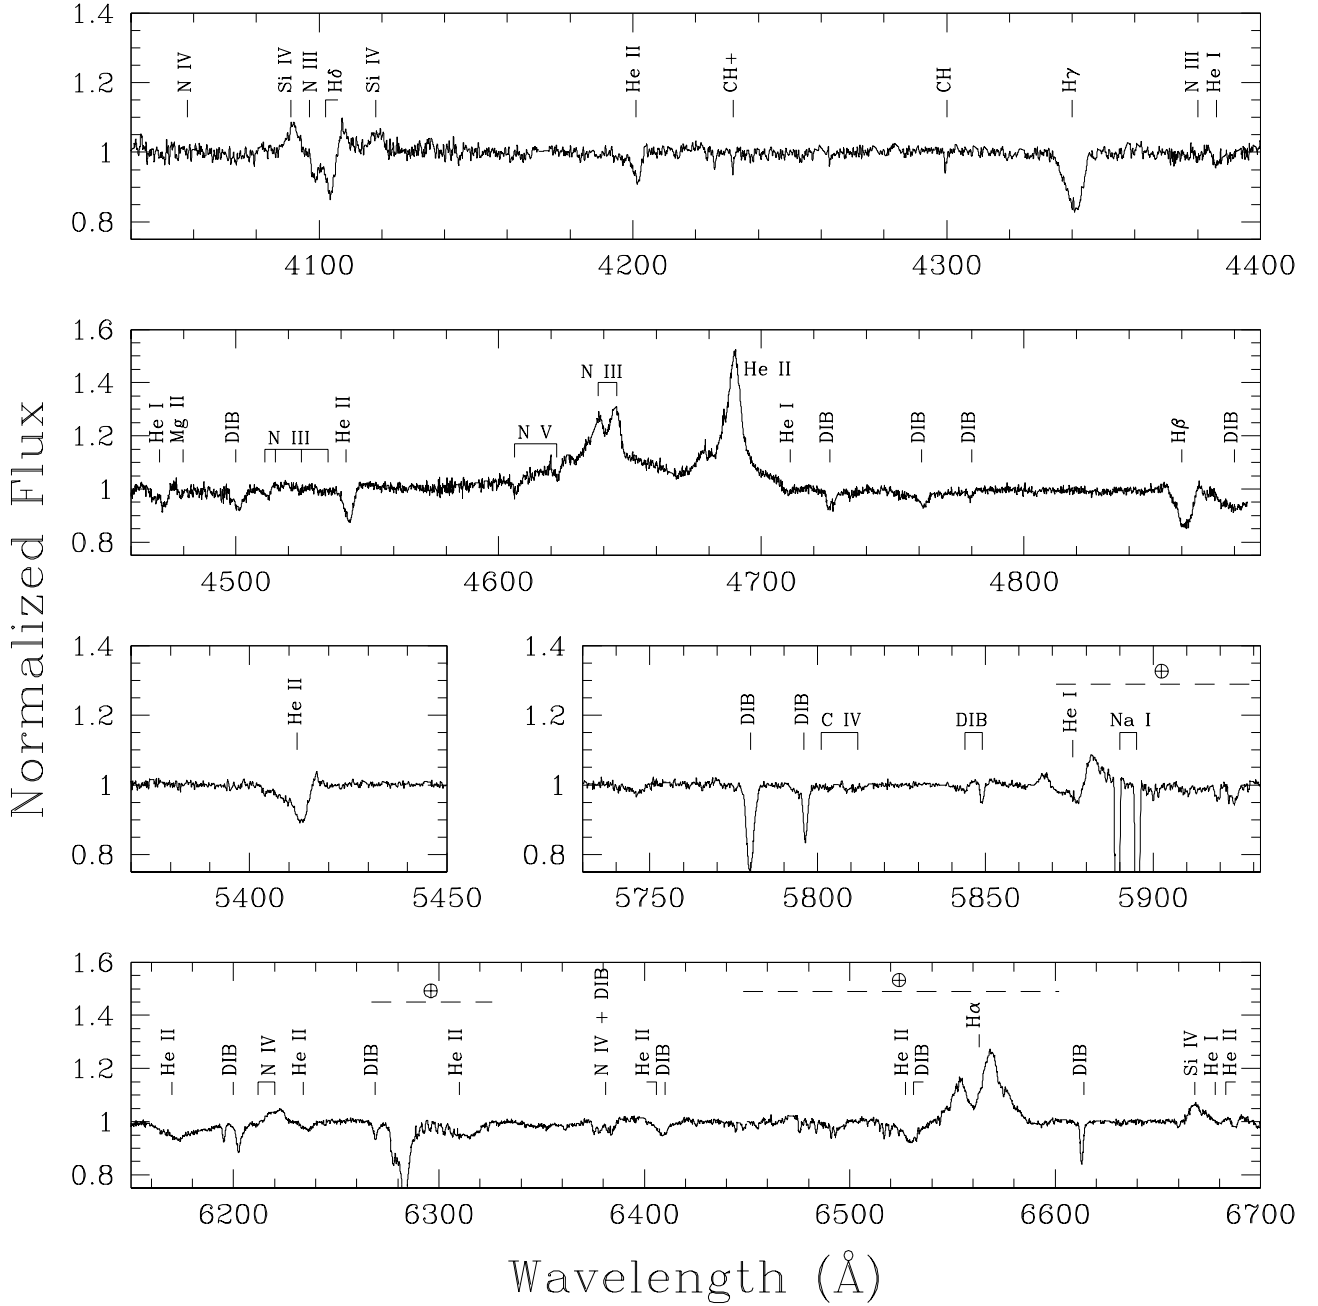 Normalized Flux
1.4
1.2
1
0.8
N IV
Si IV
N III
Hδ
Si IV
He II
CH+
CH
Hγ
N III
He I
4100
4200
4300
4400
1.6
1.4
1.2
1
0.8
He I
Mg II
DIB
N III
He II
N V
N III
He II
He I
DIB
DIB
DIB
Hβ
DIB
4500
4600
4700
4800
1.4
1.2
1
0.8
He II
5400
5450
1.4
1.2
1
0.8
DIB
DIB
C IV
DIB
He I
Na I
⊕
5750
5800
5850
5900
1.6
1.4
1.2
1
0.8
He II
DIB
N IV
He II
DIB
⊕
He II
N IV + DIB
He II
DIB
⊕
He II
DIB
Hα
DIB
Si IV
He I
He II
6200
6300
6400
6500
6600
6700
Wavelength (Å)